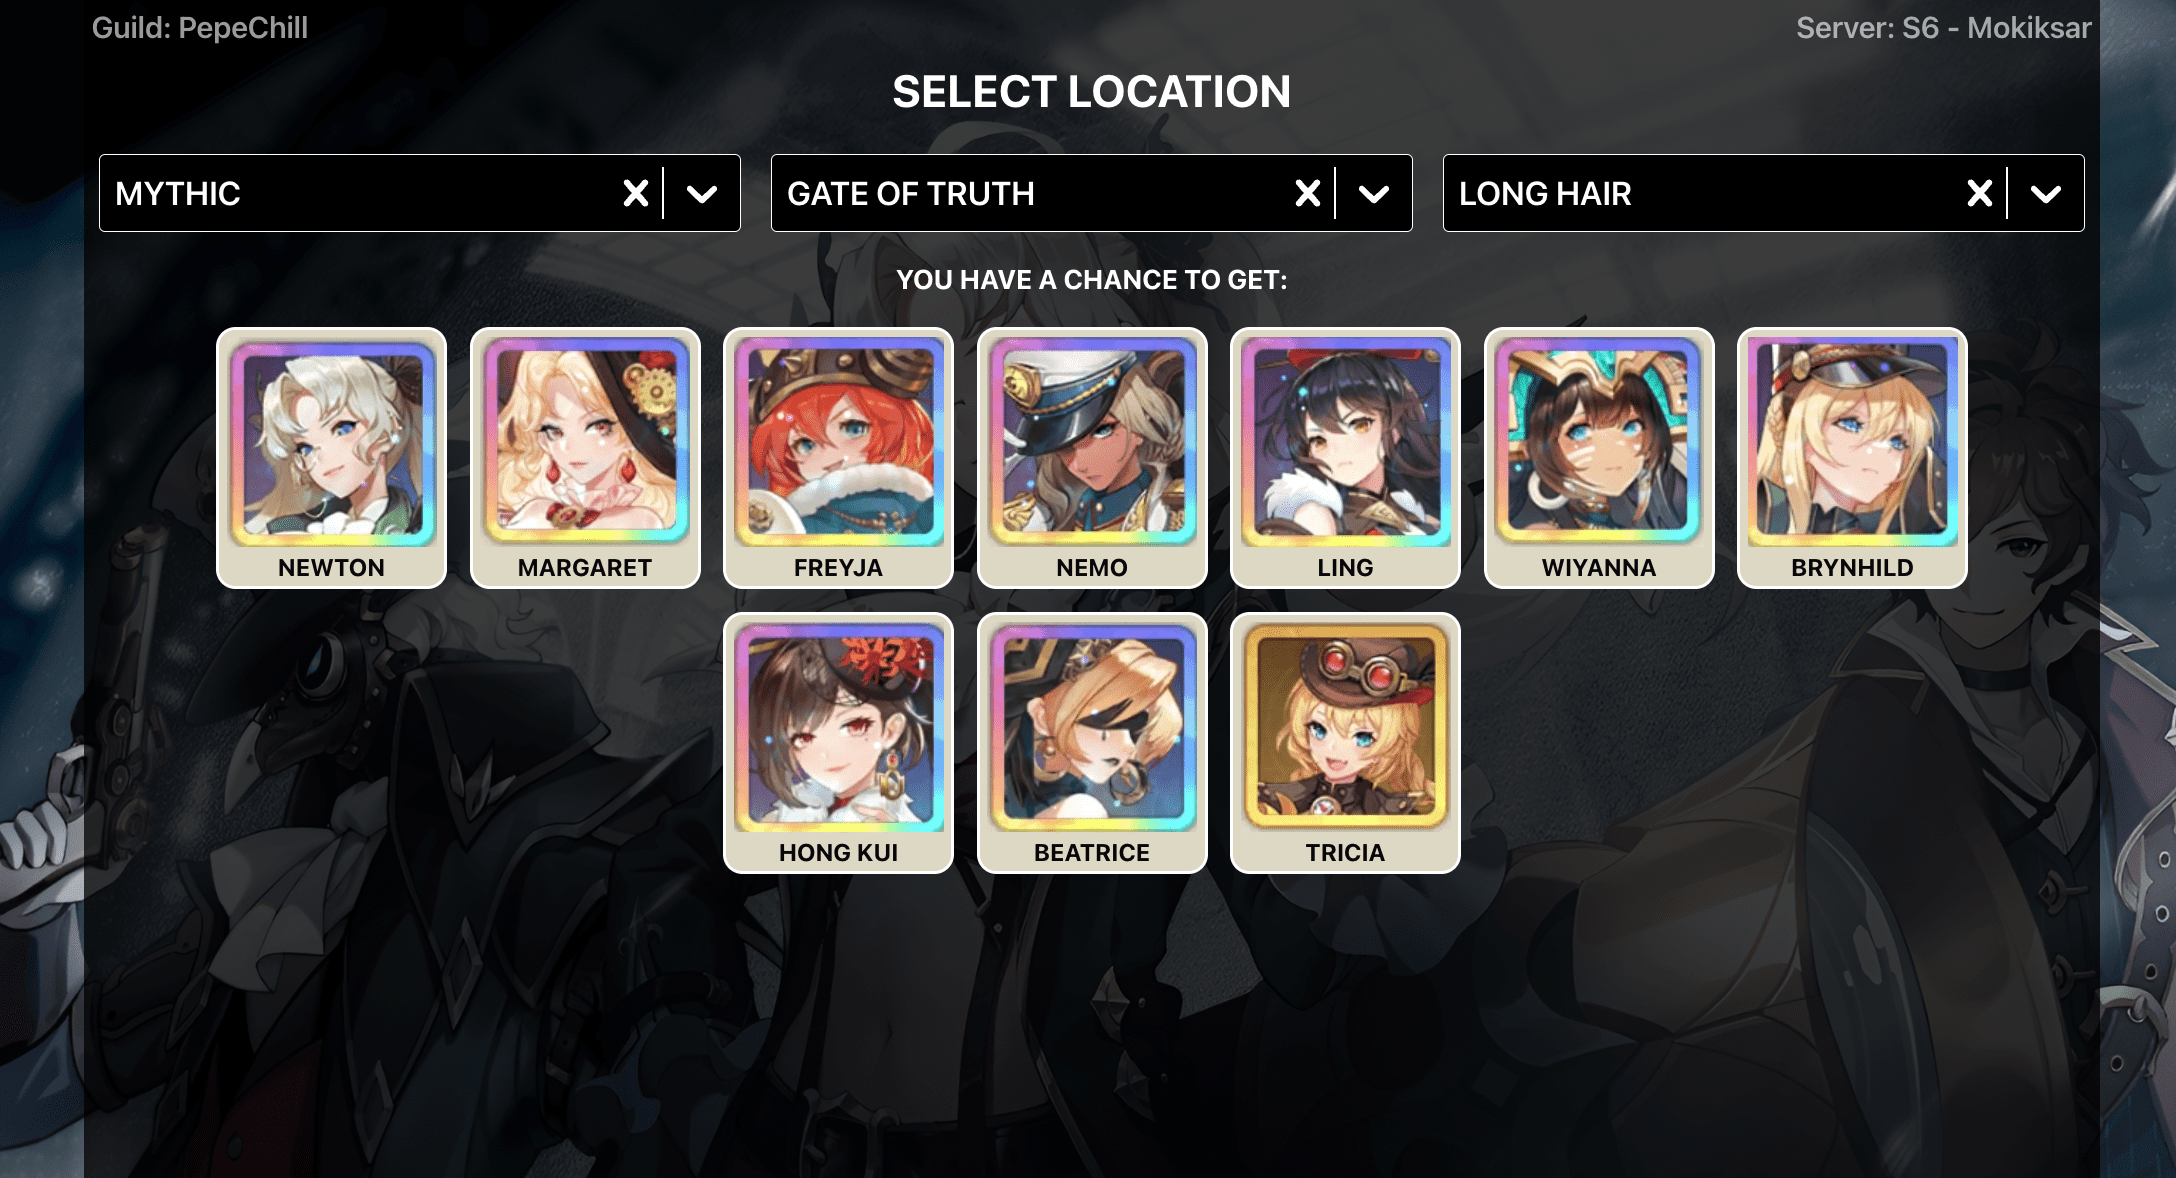 Guild: PepeChill
Server: S6 - Mokiksar
SELECT LOCATION
MYTHIC
GATE OF TRUTH
LONG HAIR
YOU HAVE A CHANCE TO GET:
NEWTON
MARGARET
FREYJA
NEMO
LING
WIYANNA
BRYNHILD
HONG KUI
BEATRICE
TRICIA